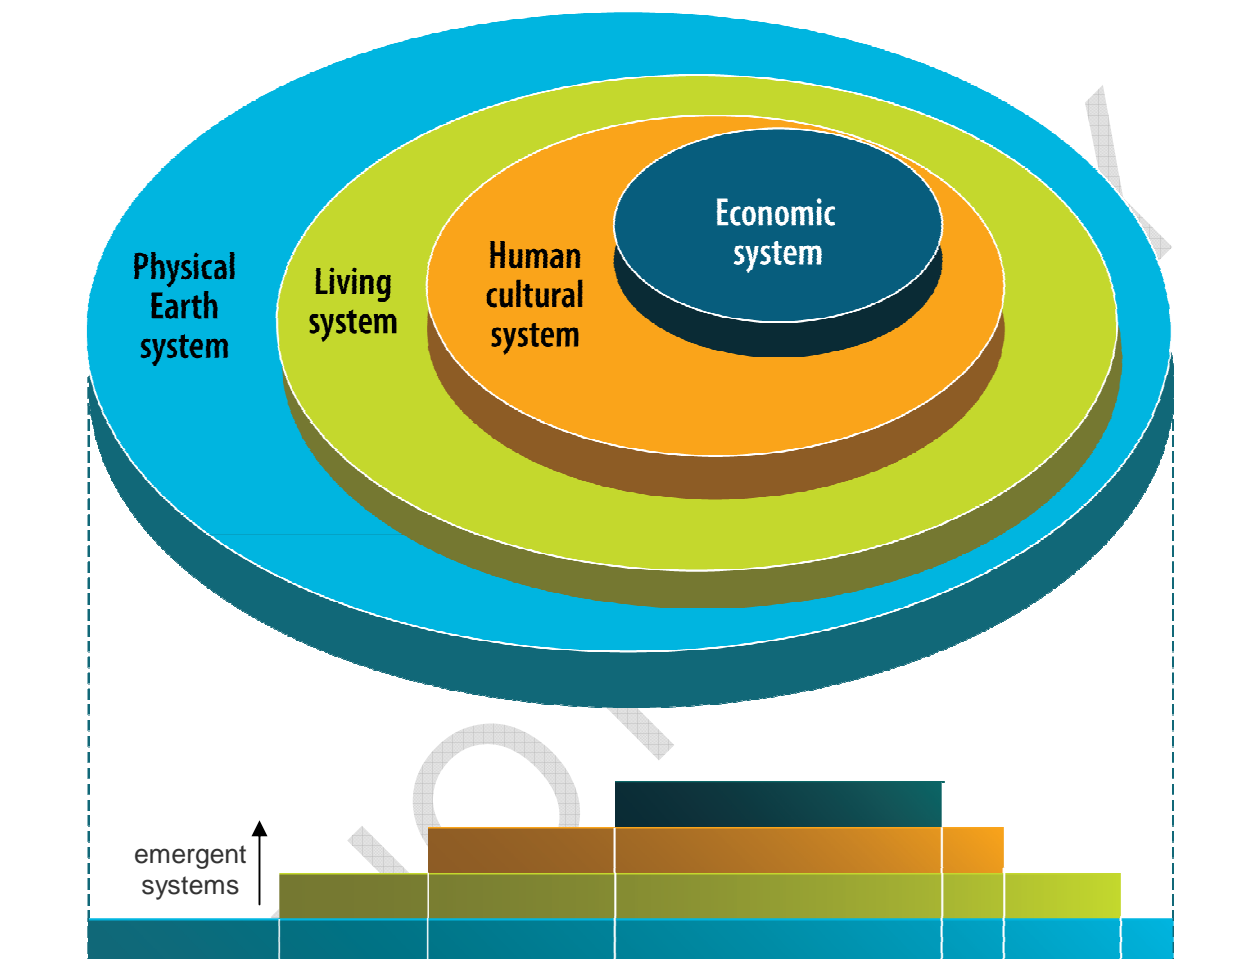 Physical
Earth
system
Living
system
Human
cultural
system
Economic
system
emergent
systems